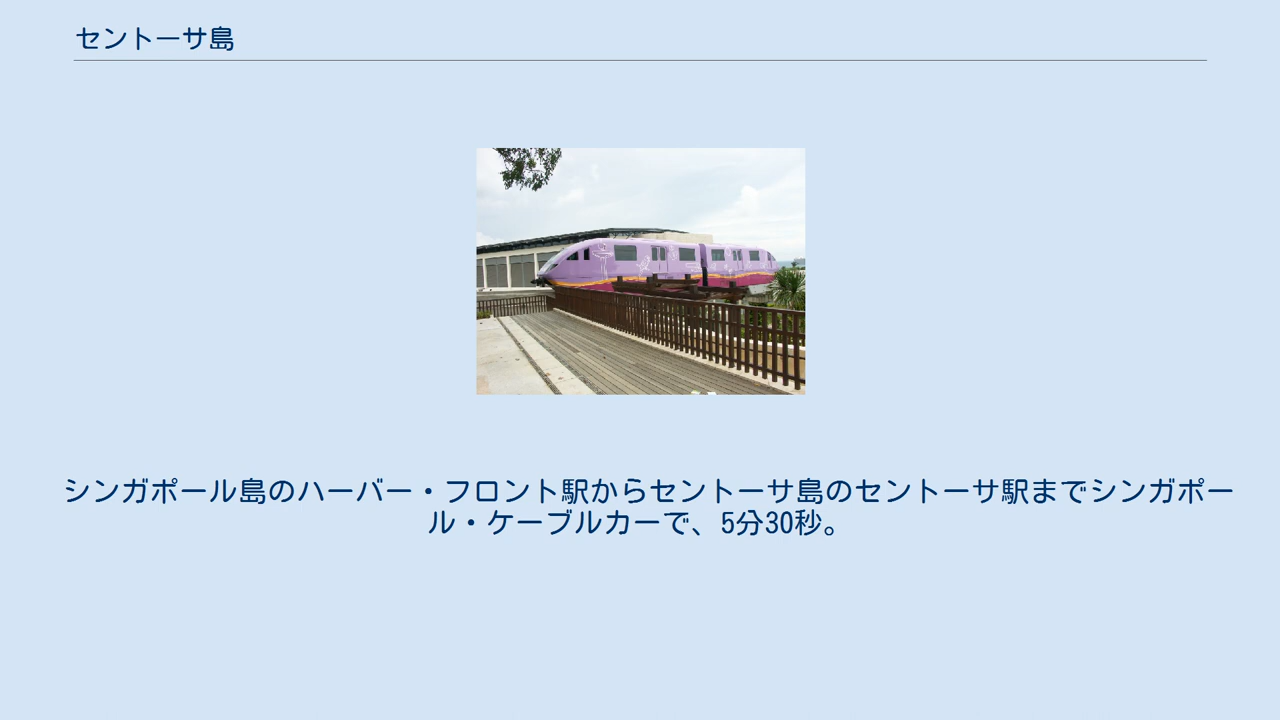 セントーサ島
シンガポール島のハーバー・フロント駅からセントーサ島のセントーサ駅までシンガポー
ル・ケーブルカーで、5分30秒。